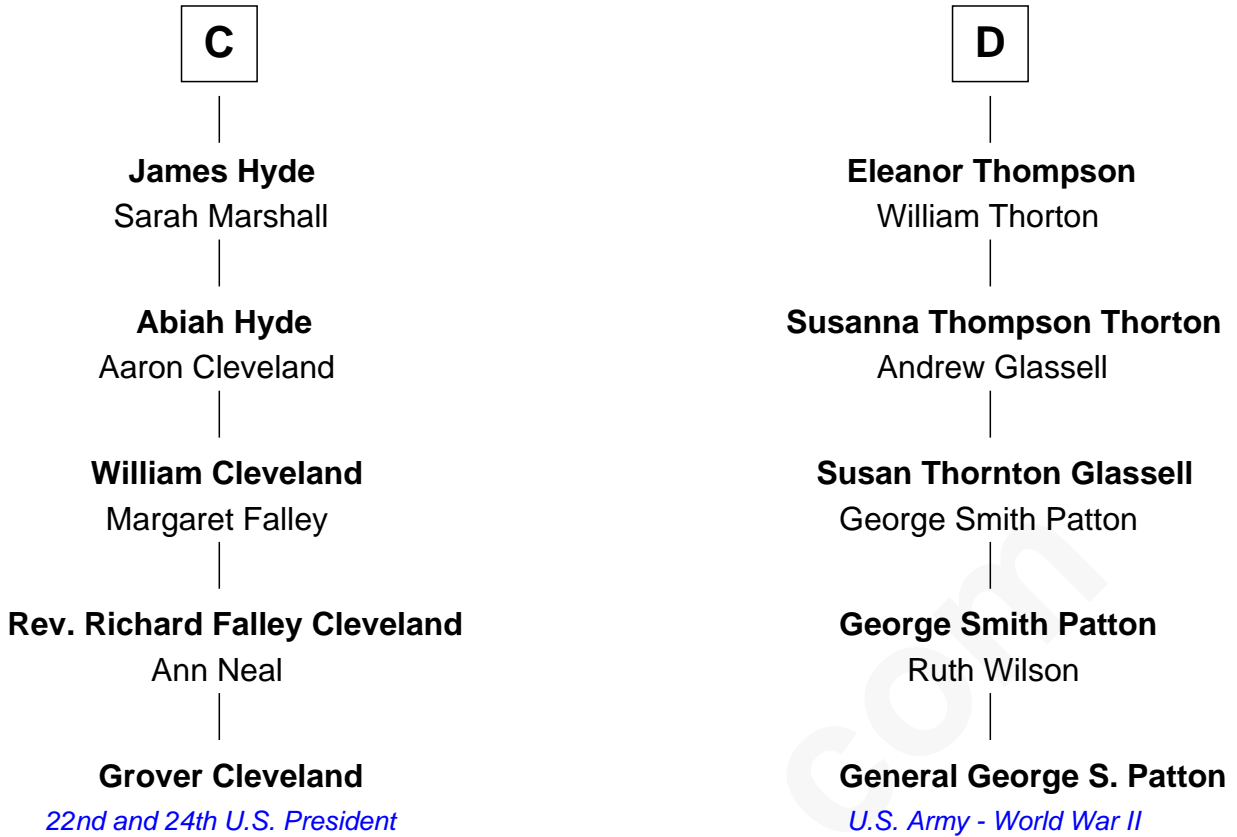 C
James Hyde
Sarah Marshall
Abiah Hyde
Aaron Cleveland
William Cleveland
Margaret Falley
Rev. Richard Falley Cleveland
Ann Neal
Grover Cleveland
22nd and 24th U.S. President
D
Eleanor Thompson
William Thorton
Susanna Thompson Thorton
Andrew Glassell
Susan Thornton Glassell
George Smith Patton
George Smith Patton
Ruth Wilson
General George S. Patton
U.S. Army - World War II
com